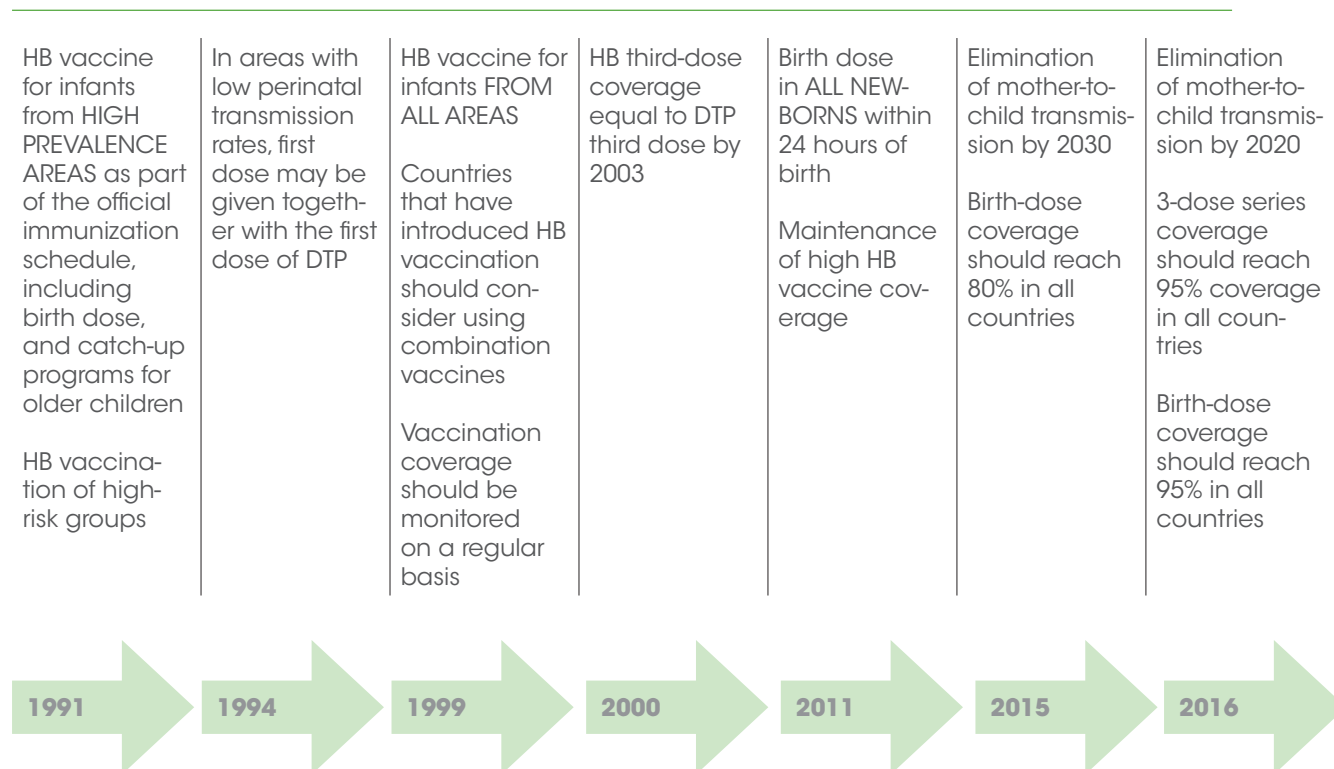 HB vaccine
for infants
from HIGH
PREVALENCE
AREAS as part
of the official
immunization
schedule,
including
birth dose,
and catch-up
programs for
older children
HB vaccina-
tion of high-
risk groups
In areas with
low perinatal
transmission
rates, first
dose may be
given togeth-
er with the first
dose of DTP
HB vaccine for
infants FROM
ALL AREAS
Countries
that have
introduced HB
vaccination
should con-
sider using
combination
vaccines
Vaccination
coverage
should be
monitored
on a regular
basis
HB third-dose
coverage
equal to DTP
third dose by
2003
Birth dose
in ALL NEW-
BORNS within
24 hours of
birth
Maintenance
of high HB
vaccine cov-
erage
Elimination
of mother-to-
child transmis-
sion by 2030
Birth-dose
coverage
should reach
80% in all
countries
Elimination
of mother-to-
child transmis-
sion by 2020
3-dose series
coverage
should reach
95% coverage
in all coun-
tries
Birth-dose
coverage
should reach
95% in all
countries
1991
1994
1999
2000
2011
2015
2016